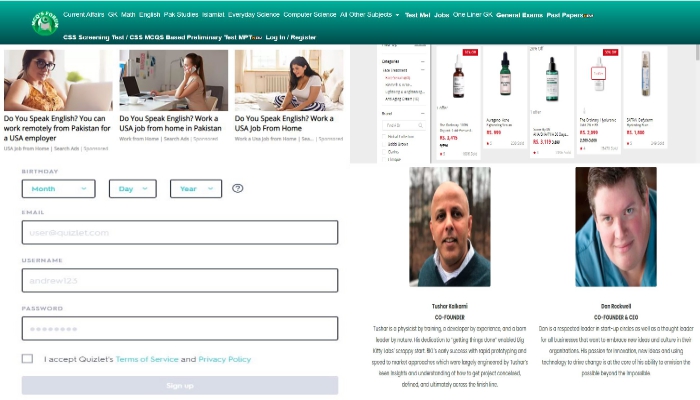 Current Affairs GK Math English Pak Studies Islamiat Everyday Science Computer Science All Other Subjects Test Mei Jobs One Liner GK General Exams Past Papers
CSS Screening Test / CSS MCQS Based Preliminary Test MPT Log In / Register
Do You Speak English? You can
work remotely from Pakistan for
a USA employer
USA Job From Home | Search Ads | Sponsored
Do You Speak English? Work a
USA job from home in Pakistan
Work from Home | Search Ads | Sponsored
Do You Speak English? Work a
USA Job From Home
Work a Usa Job from Home | Sea... | Sponsored
Categories
Brand
BIRTHDAY
Month Day Year ?
EMAIL
user@quizlet.com
USERNAME
andrew123
PASSWORD
********
I accept Quizlet's Terms of Service and Privacy Policy
Sign up
Tushar Kulkarni
CO-FOUNDER
Tushar is a physicist by training, a developer by experience, and a born
leader by nature. His dedication to "getting things done" enabled Big
Kitty Labs' scrappy start. BKL's early success with rapid prototyping and
speed to market approaches which were largely engineered by Tushar's
keen insights and understanding of how to get project conceived,
defined, and ultimately across the finish line.
Dan Rockwell
CO-FOUNDER & CEO
Dan is a respected leader in start-up circles as well as a thought leader
for all businesses that want to embrace new ideas and culture in their
organizations. His passion for innovation, new ideas and using
technology to drive change is at the core of his ability to envision the
possible beyond the impossible.